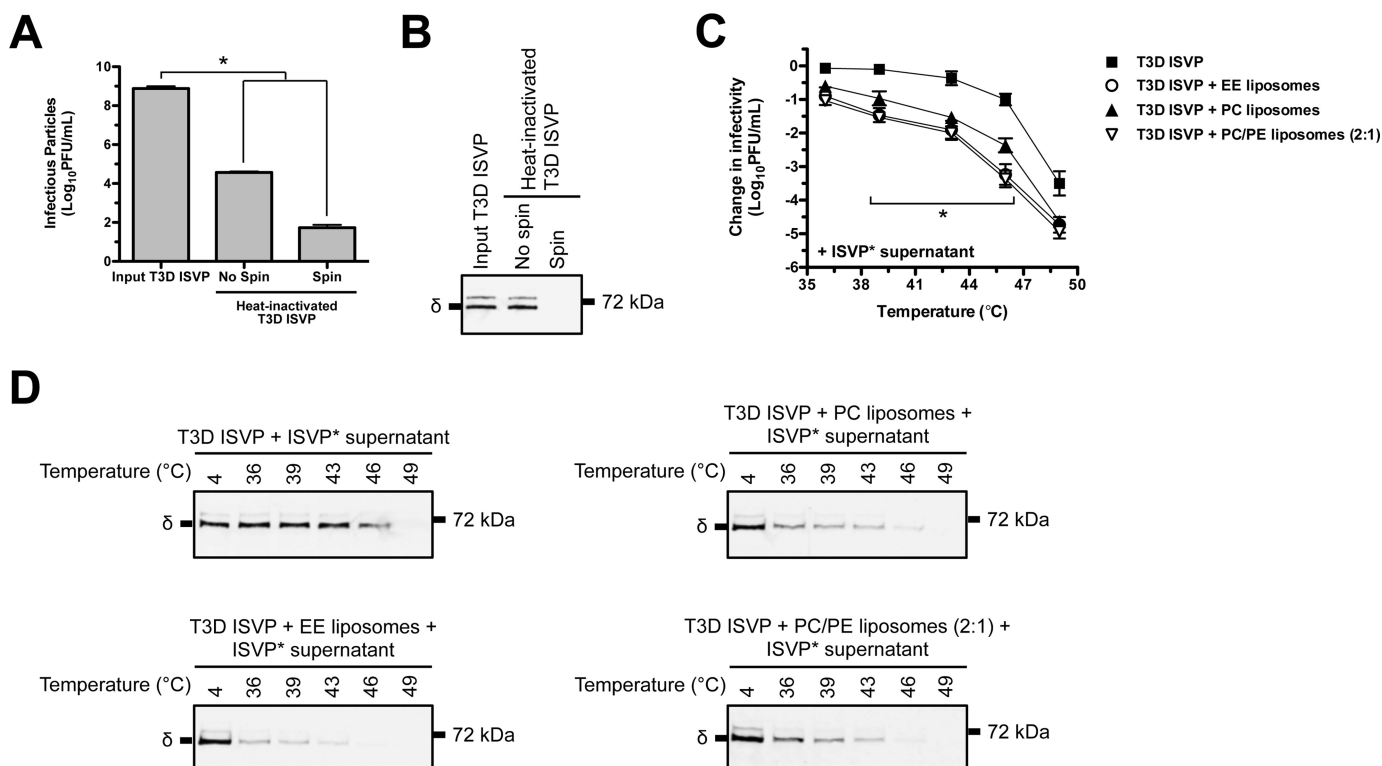 A
Infectious Particles
(Log10PFU/mL)
10
8
6
4
2
0
*
Input T3D ISVP
No Spin
Spin
Heat-inactivated
T3D ISVP
B
Input T3D ISVP
Heat-inactivated
T3D ISVP
No spin
Spin
δ
72 kDa
C
Change in infectivity
(Log10PFU/mL)
0
-1
-2
-3
-4
-5
-6
*
+ ISVP* supernatant
35
38
41
44
47
50
Temperature (°C)
T3D ISVP
T3D ISVP + EE liposomes
T3D ISVP + PC liposomes
T3D ISVP + PC/PE liposomes (2:1)
D
T3D ISVP + ISVP* supernatant
Temperature (°C) 4 36 39 43 46 49
δ
72 kDa
T3D ISVP + PC liposomes +
ISVP* supernatant
Temperature (°C) 4 36 39 43 46 49
δ
72 kDa
T3D ISVP + EE liposomes +
ISVP* supernatant
Temperature (°C) 4 36 39 43 46 49
δ
72 kDa
T3D ISVP + PC/PE liposomes (2:1) +
ISVP* supernatant
Temperature (°C) 4 36 39 43 46 49
δ
72 kDa